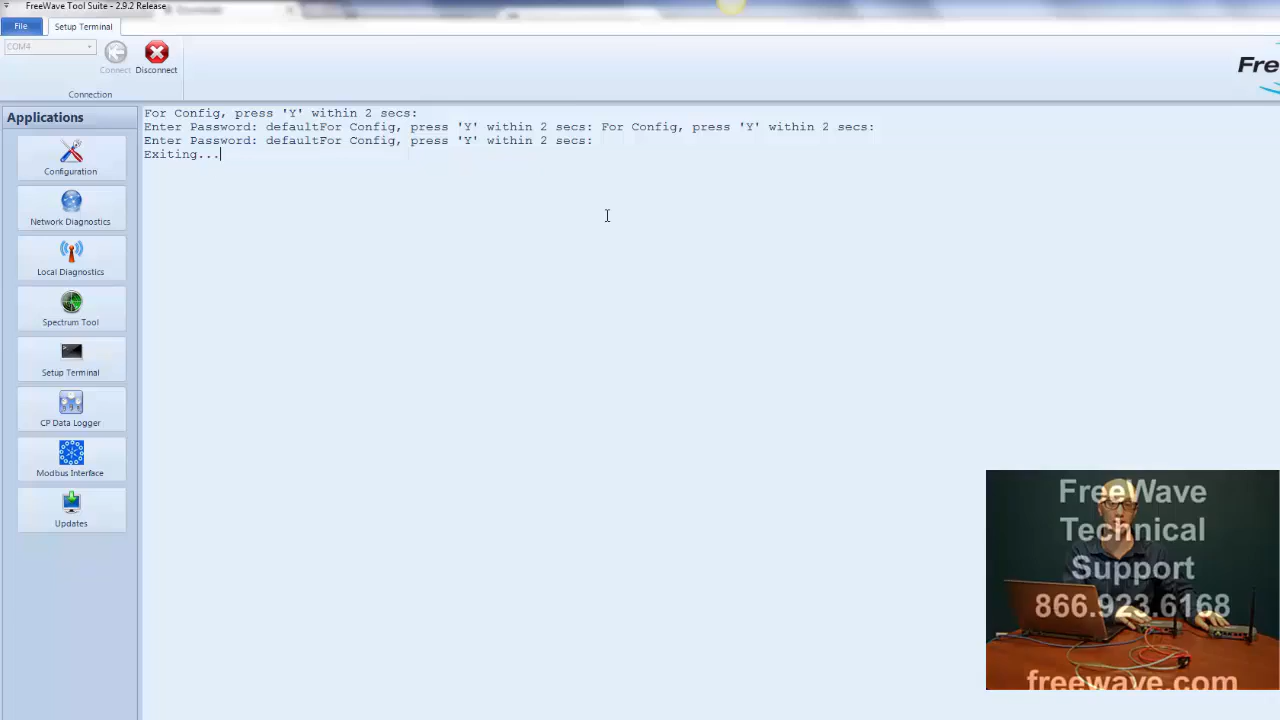 FreeWave Tool Suite - 2.9.2 Release
File
Setup Terminal
COM4
Connect
Disconnect
Fre
Connection
Applications
For Config, press 'Y' within 2 secs:
Enter Password: defaultFor Config, press 'Y' within 2 secs: For Config, press 'Y' within 2 secs:
Enter Password: defaultFor Config, press 'Y' within 2 secs:
Exiting...
Configuration
Network Diagnostics
Local Diagnostics
Spectrum Tool
Setup Terminal
CP Data Logger
Modbus Interface
Updates
FreeWave
Technical
Support
866.923.6168
freewave.com